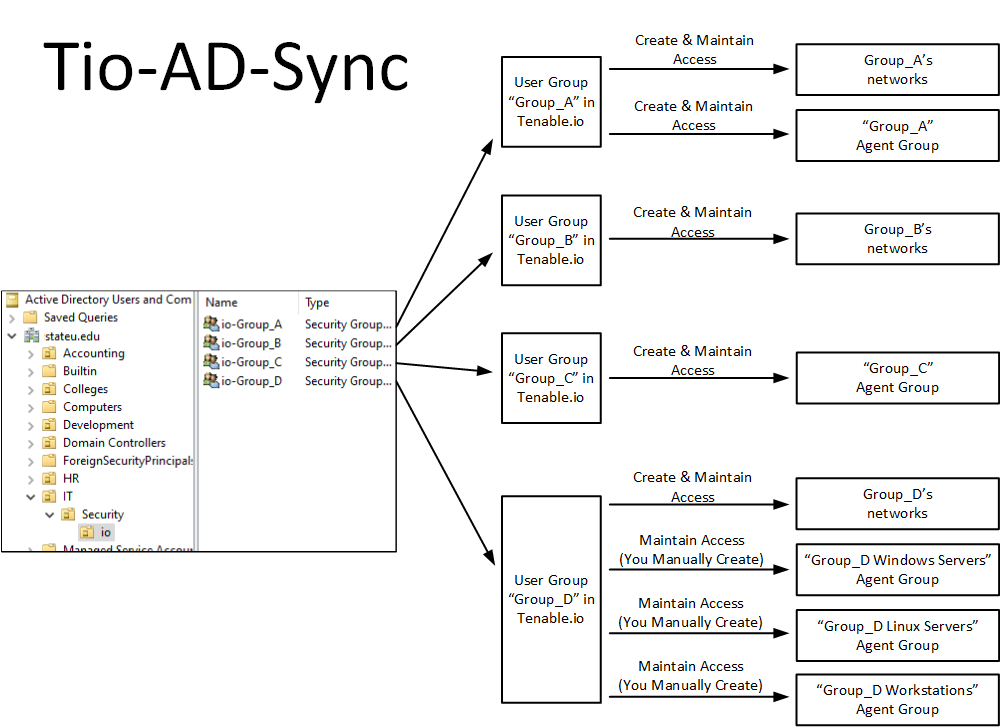 Tio-AD-Sync
Active Directory Users and Com
Saved Queries
stateu.edu
Accounting
Builtin
Colleges
Computers
Development
Domain Controllers
ForeignSecurityPrincipals
HR
IT
Security
io
Managed Service Accou
Name Type
io-Group_A Security Group...
io-Group_B Security Group...
io-Group_C Security Group...
io-Group_D Security Group...
User Group
“Group_A” in
Tenable.io
Create & Maintain
Access
Group_A’s
networks
Create & Maintain
Access
“Group_A”
Agent Group
User Group
“Group_B” in
Tenable.io
Create & Maintain
Access
Group_B’s
networks
User Group
“Group_C” in
Tenable.io
Create & Maintain
Access
“Group_C”
Agent Group
User Group
“Group_D” in
Tenable.io
Create & Maintain
Access
Group_D’s
networks
Maintain Access
(You Manually Create)
“Group_D Windows Servers”
Agent Group
Maintain Access
(You Manually Create)
“Group_D Linux Servers”
Agent Group
Maintain Access
(You Manually Create)
“Group_D Workstations”
Agent Group